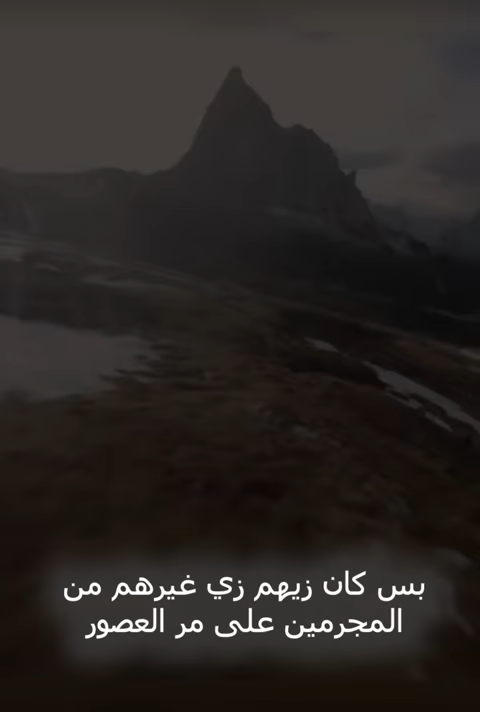 بس كان زيهم زي غيرهم من
المجرمين على مر العصور